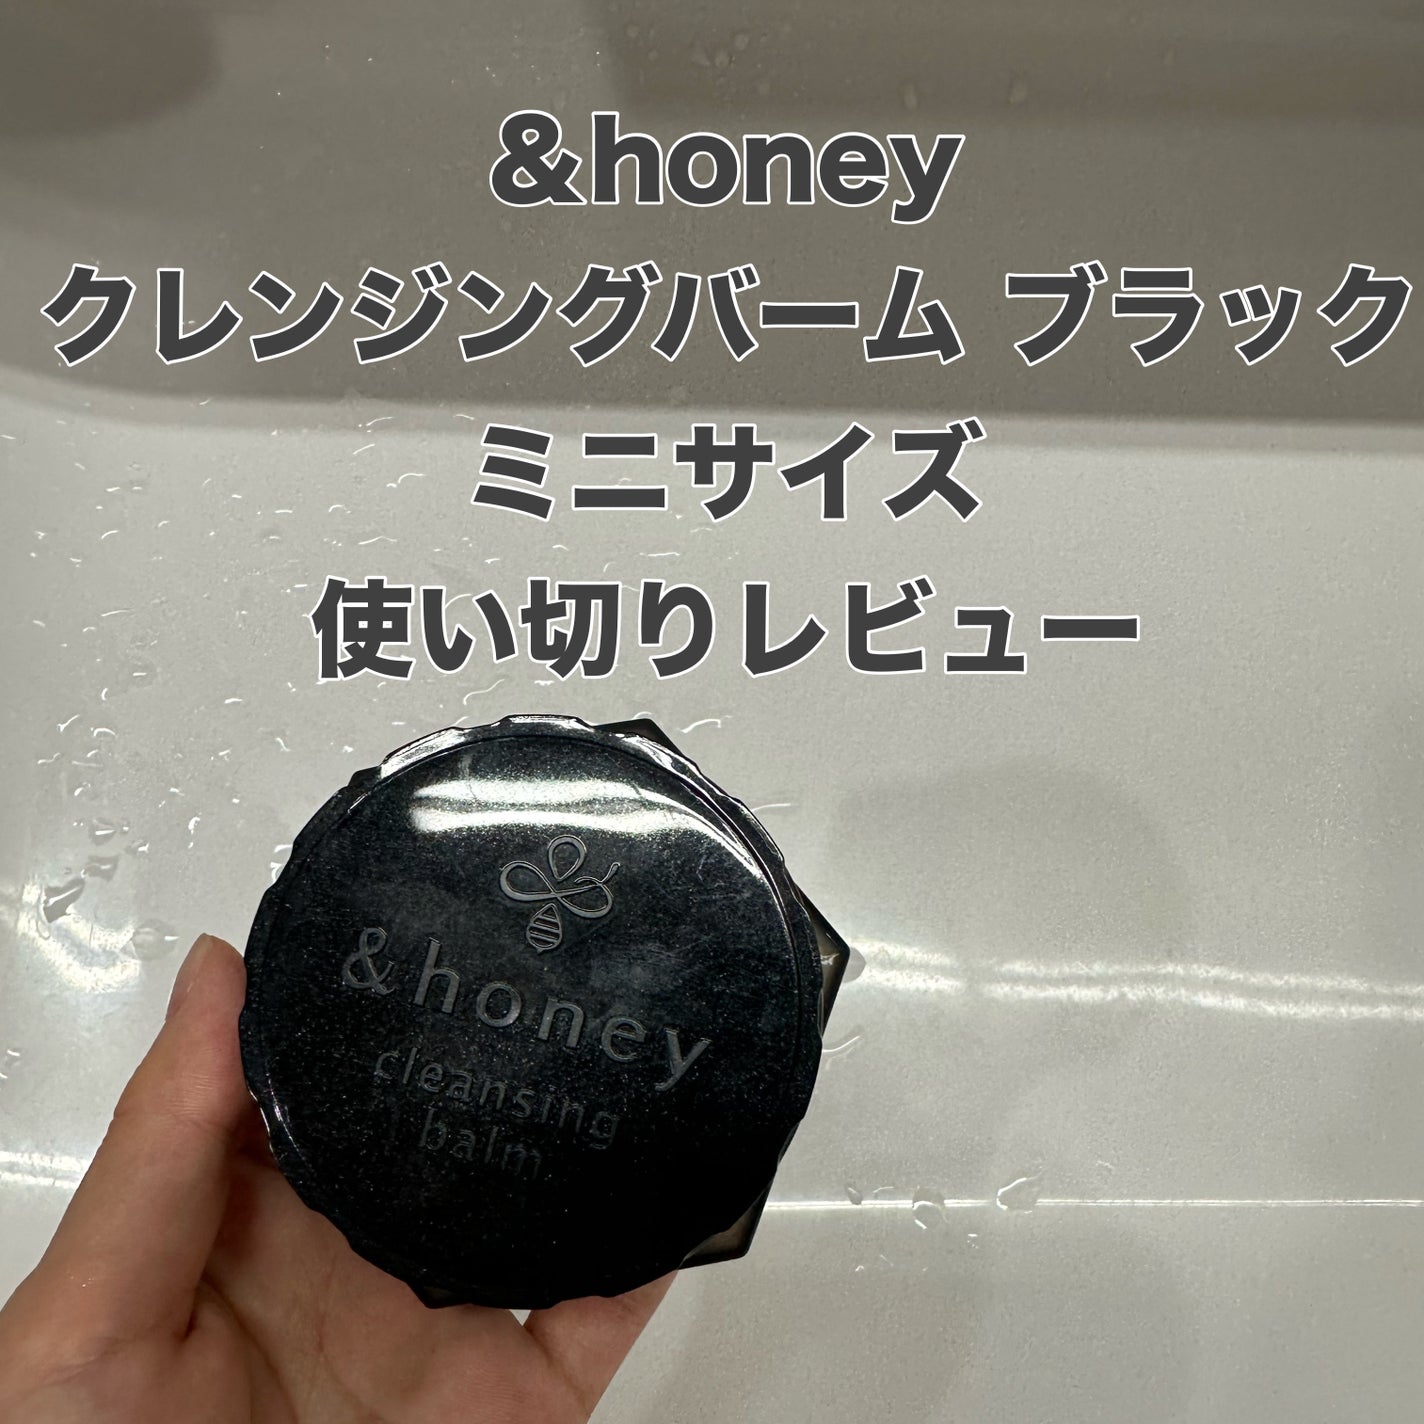 &honey
クレンジングバーム ブラック
ミニサイズ
使い切りレビュー
&honey
cleansing
balm